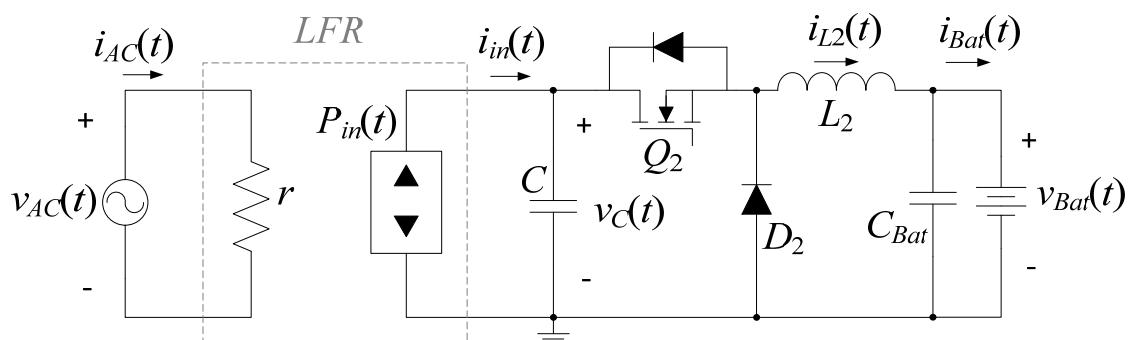 LFR
i_AC(t)
i_in(t)
i_L2(t)
i_Bat(t)
+
P_in(t)
+
L_2
+
Q_2
v_AC(t)
r
C
v_C(t)
D_2
C_Bat
v_Bat(t)
-
-
-